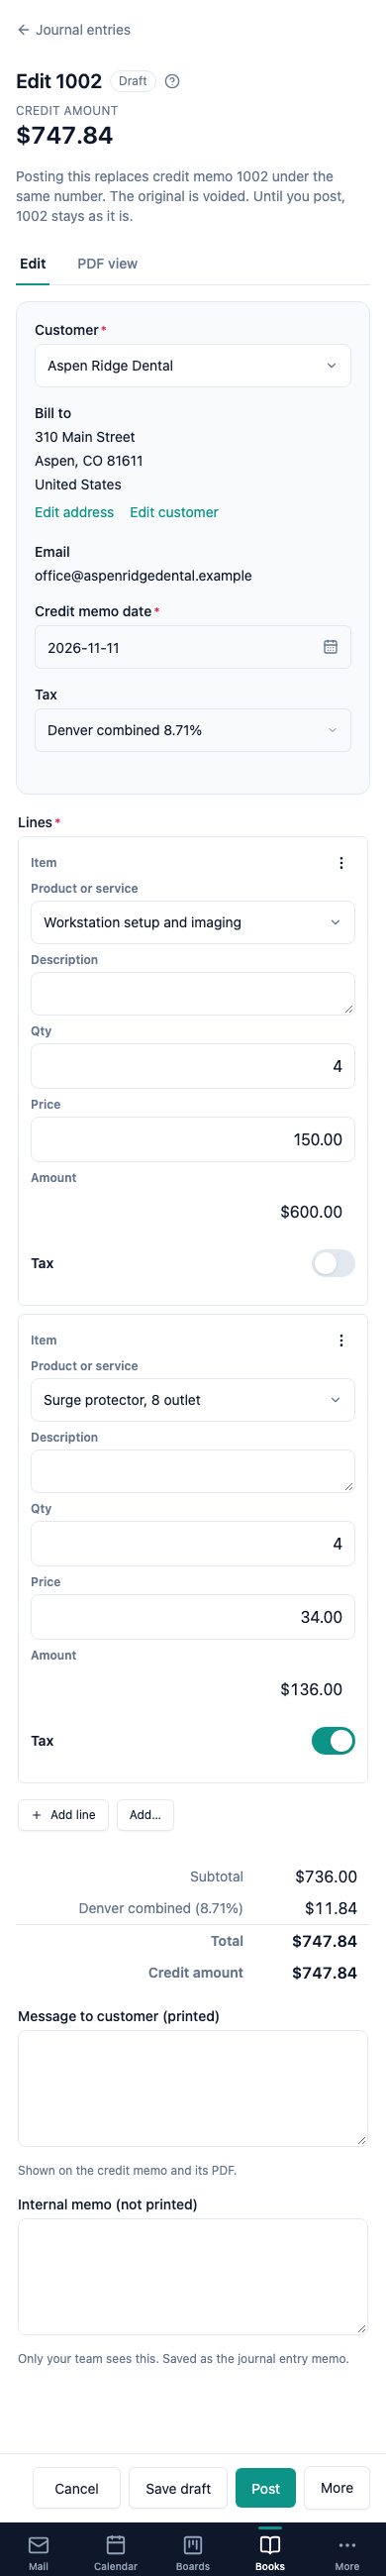 Journal entries
Edit 1002 Draft
CREDIT AMOUNT
$747.84
Posting this replaces credit memo 1002 under the
same number. The original is voided. Until you post,
1002 stays as it is.
Edit PDF view
Customer*
Aspen Ridge Dental
Bill to
310 Main Street
Aspen, CO 81611
United States
Edit address Edit customer
Email
office@aspenridgedental.example
Credit memo date*
2026-11-11
Tax
Denver combined 8.71%
Lines*
Item
Product or service
Workstation setup and imaging
Description
Qty
4
Price
150.00
Amount
$600.00
Tax
Item
Product or service
Surge protector, 8 outlet
Description
Qty
4
Price
34.00
Amount
$136.00
Tax
+ Add line Add...
Subtotal $736.00
Denver combined (8.71%) $11.84
Total $747.84
Credit amount $747.84
Message to customer (printed)
Shown on the credit memo and its PDF.
Internal memo (not printed)
Only your team sees this. Saved as the journal entry memo.
Cancel Save draft Post More
Mail Calendar Boards Books More